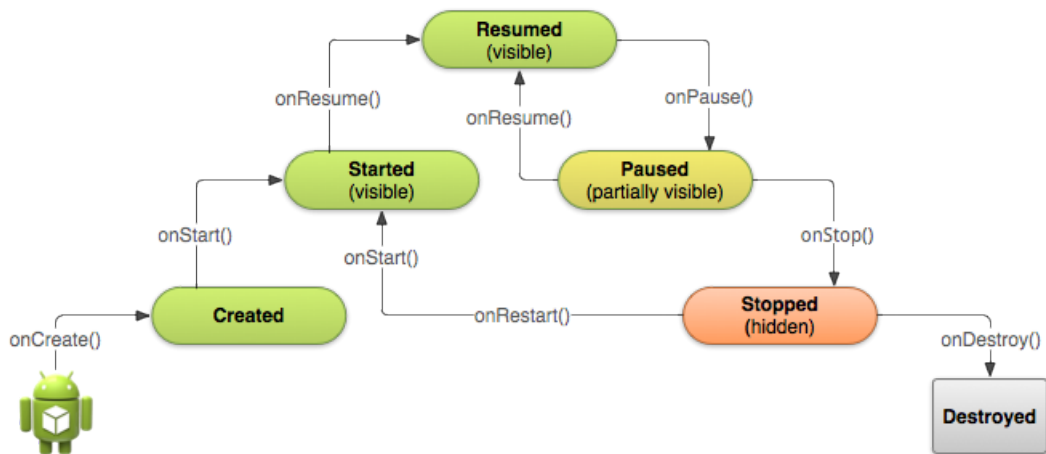 Resumed
(visible)
onResume()
onResume()
onPause()
Started
(visible)
Paused
(partially visible)
onStart()
onStart()
onStop()
Created
onRestart()
Stopped
(hidden)
onCreate()
onDestroy()
Destroyed